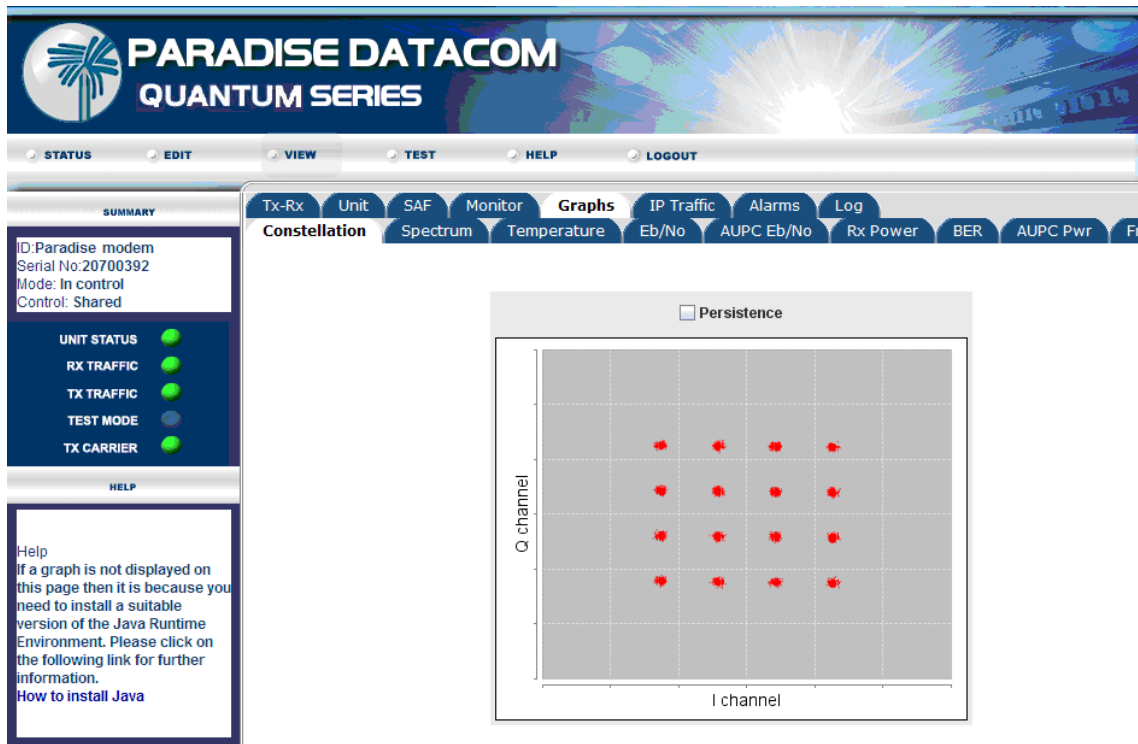 PARADISE DATACOM
QUANTUM SERIES
STATUS
EDIT
VIEW
TEST
HELP
LOGOUT
SUMMARY
ID:Paradise modem
Serial No:20700392
Mode: In control
Control: Shared
UNIT STATUS
RX TRAFFIC
TX TRAFFIC
TEST MODE
TX CARRIER
HELP
Help
If a graph is not displayed on
this page then it is because you
need to install a suitable
version of the Java Runtime
Environment. Please click on
the following link for further
information.
How to install Java
Tx-Rx
Unit
SAF
Monitor
Graphs
IP Traffic
Alarms
Log
Constellation
Spectrum
Temperature
Eb/No
AUPC Eb/No
Rx Power
BER
AUPC Pwr
Persistence
Q channel
I channel